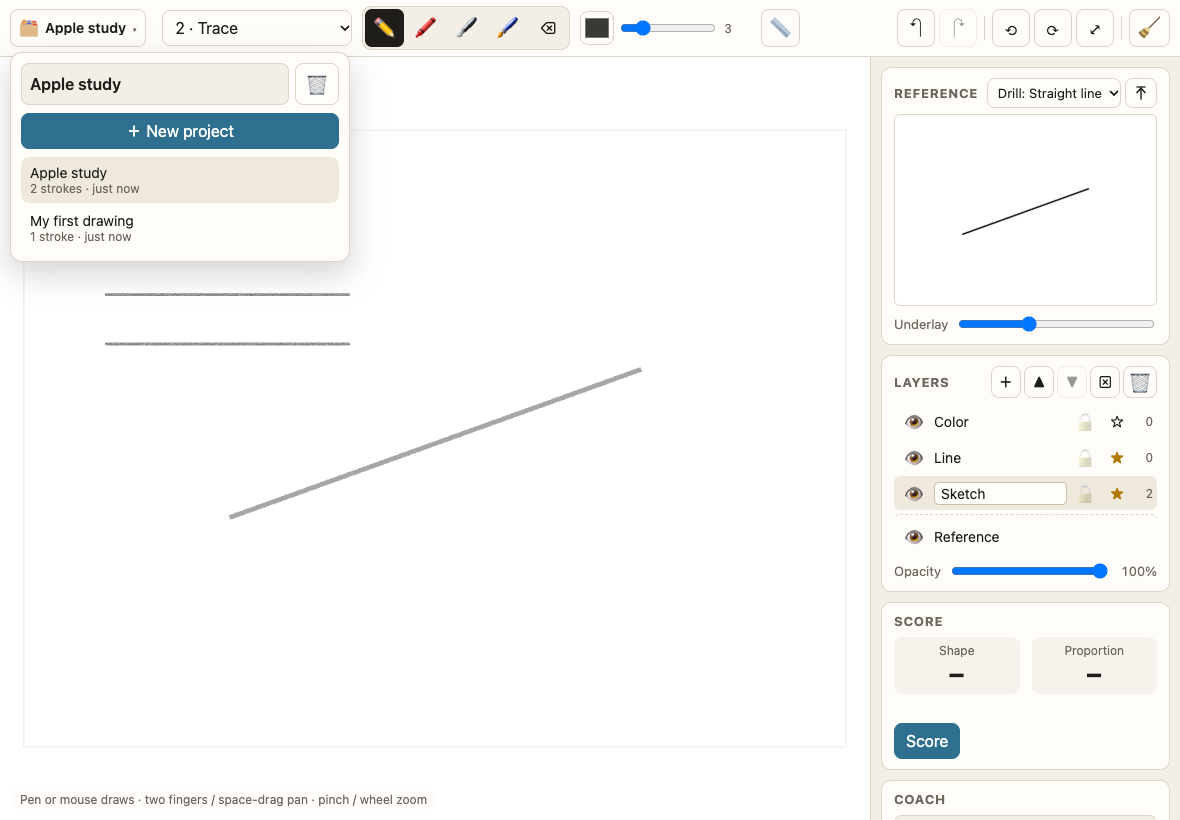 Apple study
2 · Trace
3
Apple study
+ New project
Apple study
2 strokes · just now
My first drawing
1 stroke · just now
Pen or mouse draws · two fingers / space-drag pan · pinch / wheel zoom
REFERENCE
Drill: Straight line
Underlay
LAYERS
Color
0
Line
0
Sketch
2
Reference
Opacity
100%
SCORE
Shape
–
Proportion
–
Score
COACH